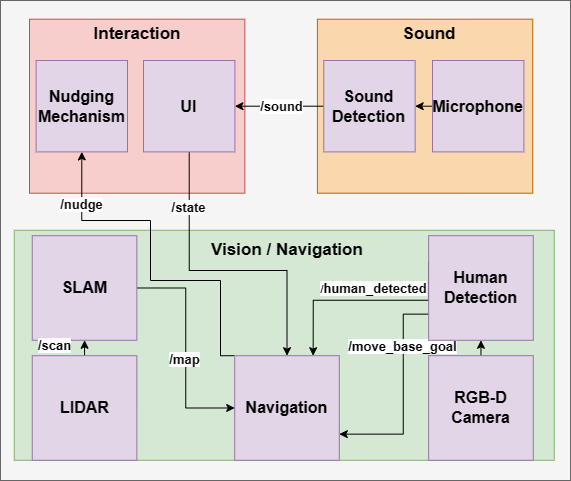 Interaction
Sound
Nudging
Mechanism
UI
/sound
Sound
Detection
Microphone
/nudge
/state
Vision / Navigation
SLAM
Human
Detection
/human_detected
/scan
/map
/move_base_goal
LIDAR
Navigation
RGB-D
Camera